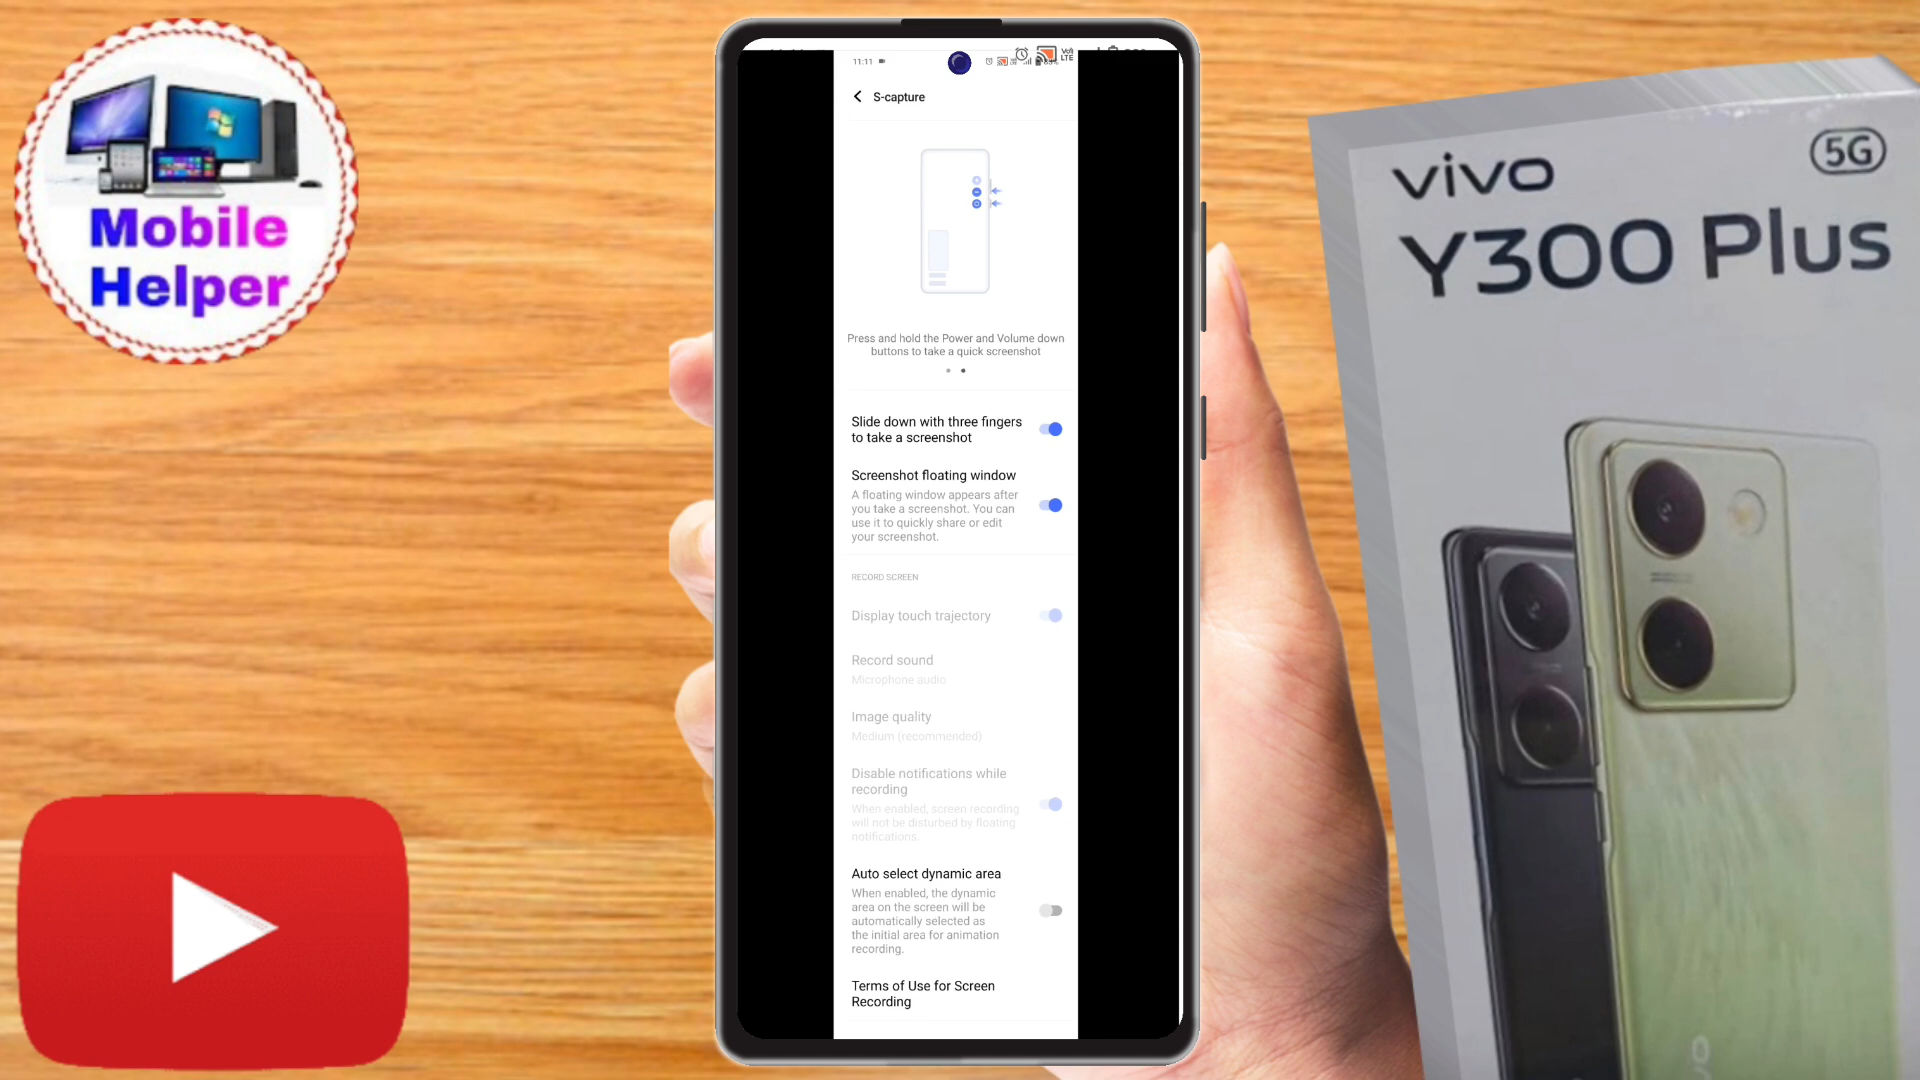 Mobile
Helper
11:11
VoLTE
S-capture
Press and hold the Power and Volume down
buttons to take a quick screenshot
Slide down with three fingers
to take a screenshot
Screenshot floating window
A floating window appears after
you take a screenshot. You can
use it to quickly share or edit
your screenshot.
RECORD SCREEN
Display touch trajectory
Record sound
Microphone audio
Image quality
Medium (recommended)
Disable notifications while
recording
When enabled, screen recording
will not be disturbed by floating
notifications.
Auto select dynamic area
When enabled, the dynamic
area on the screen will be
automatically selected as
the initial area for animation
recording.
Terms of Use for Screen
Recording
vivo
5G
Y300 Plus